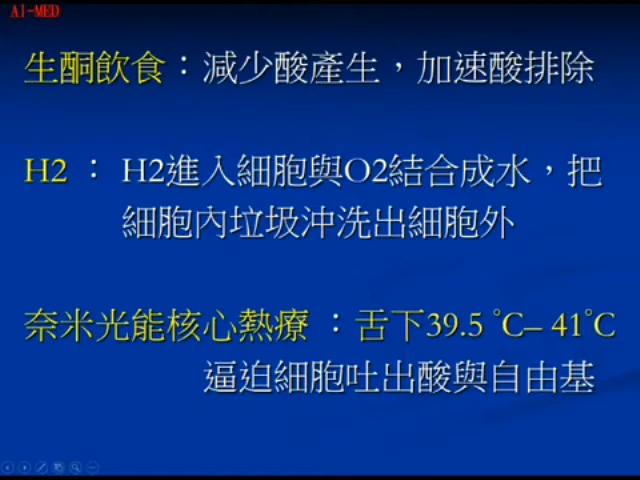 AI-MED
生酮飲食：減少酸產生，加速酸排除
H2： H2進入細胞與O2結合成水，把
細胞內垃圾沖洗出細胞外
奈米光能核心熱療：舌下39.5 °C– 41°C
逼迫細胞吐出酸與自由基